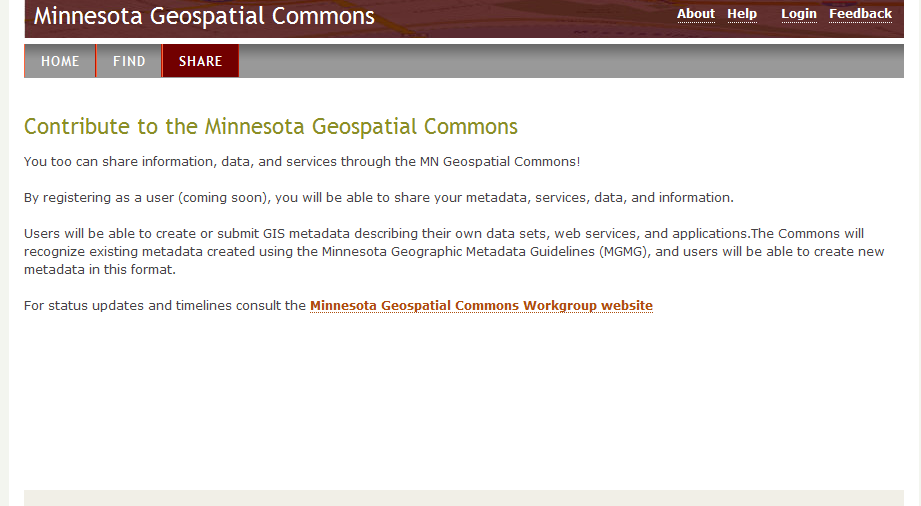 Minnesota Geospatial Commons
About Help Login Feedback
HOME FIND SHARE
Contribute to the Minnesota Geospatial Commons
You too can share information, data, and services through the MN Geospatial Commons!
By registering as a user (coming soon), you will be able to share your metadata, services, data, and information.
Users will be able to create or submit GIS metadata describing their own data sets, web services, and applications.The Commons will
recognize existing metadata created using the Minnesota Geographic Metadata Guidelines (MGMG), and users will be able to create new
metadata in this format.
For status updates and timelines consult the Minnesota Geospatial Commons Workgroup website